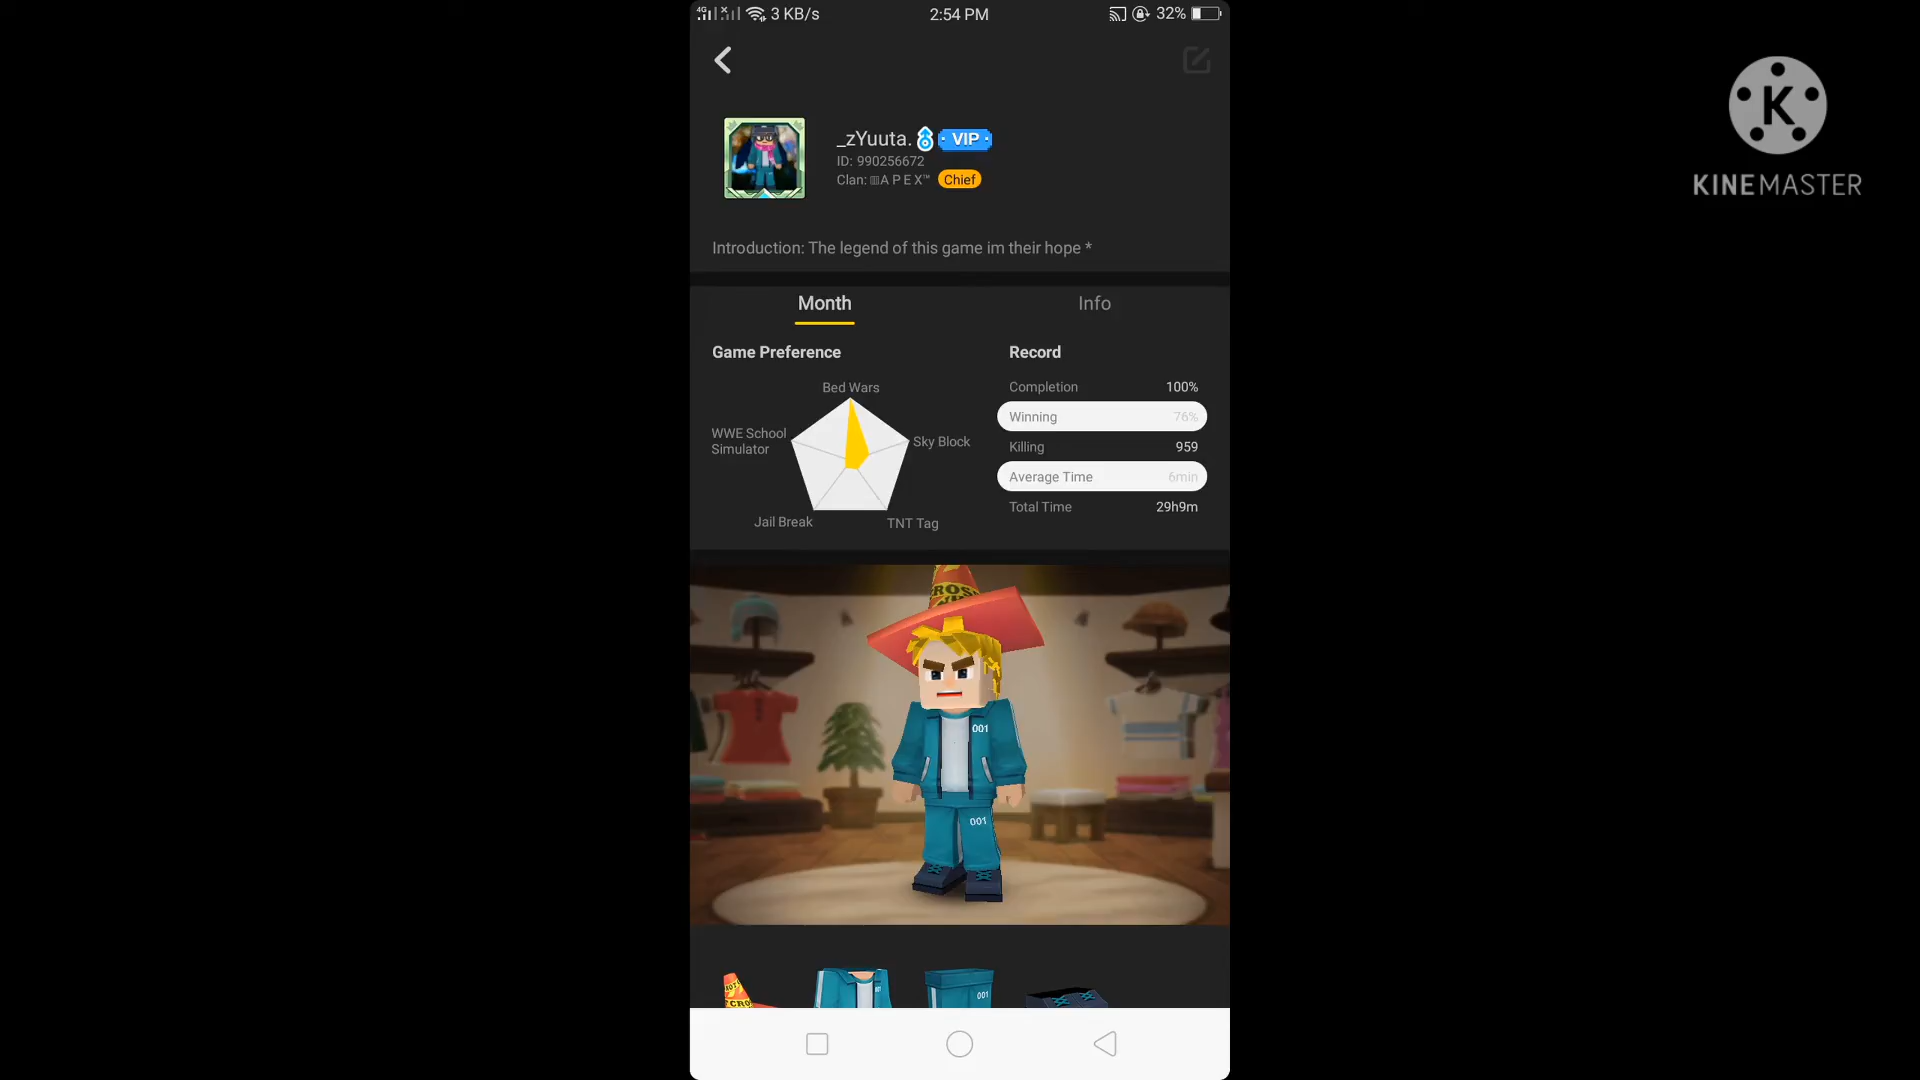 4G 3 KB/s 2:54 PM 32%
K
KINEMASTER
_zYuuta. VIP
ID: 990256672
Clan: A P E X™ Chief
Introduction: The legend of this game im their hope *
Month Info
Game Preference
Record
Bed Wars
WWE School
Simulator
Sky Block
Jail Break
TNT Tag
Completion 100%
Winning 76%
Killing 959
Average Time 6min
Total Time 29h9m
001
001
001